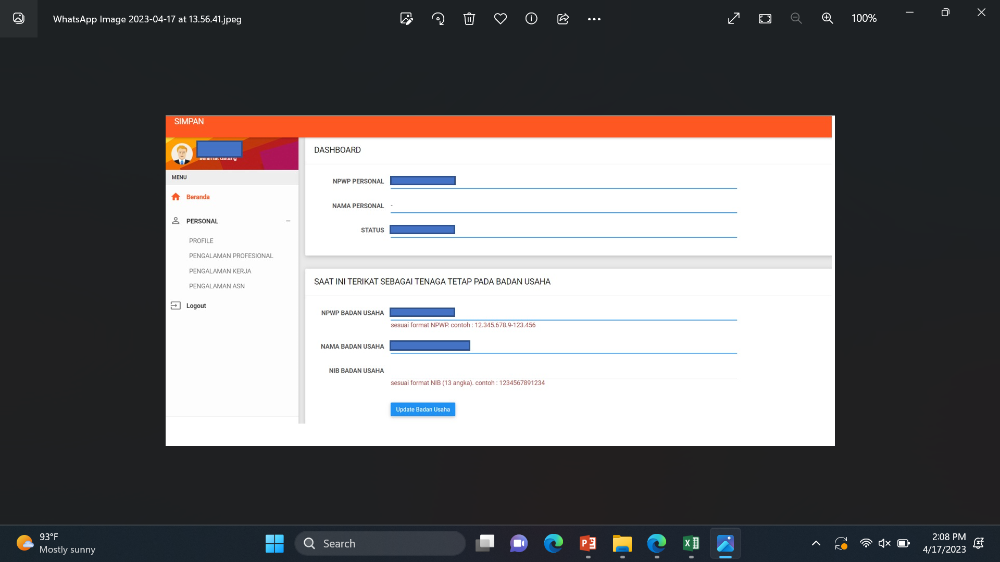 WhatsApp Image 2023-04-17 at 13.56.41.jpeg
100%
SIMPAN
selamat datang
MENU
Beranda
PERSONAL
PROFILE
PENGALAMAN PROFESIONAL
PENGALAMAN KERJA
PENGALAMAN ASN
Logout
DASHBOARD
NPWP PERSONAL
NAMA PERSONAL -
STATUS
SAAT INI TERIKAT SEBAGAI TENAGA TETAP PADA BADAN USAHA
NPWP BADAN USAHA
sesuai format NPWP. contoh : 12.345.678.9-123.456
NAMA BADAN USAHA
NIB BADAN USAHA
sesuai format NIB (13 angka). contoh : 1234567891234
Update Badan Usaha
93°F
Mostly sunny
Search
2:08 PM
4/17/2023